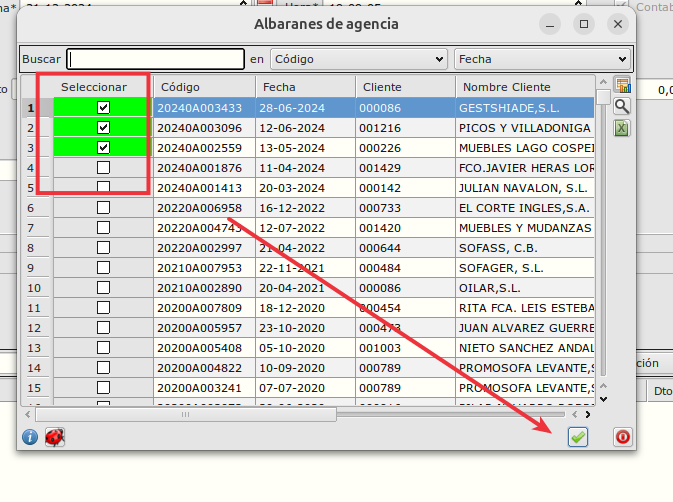 Albaranes de agencia
Contab
Buscar en Código Fecha
Seleccionar Código Fecha Cliente Nombre Cliente
1 20240A003433 28-06-2024 000086 GESTSHIADE,S.L.
2 20240A003096 12-06-2024 001216 PICOS Y VILLADONIGA
3 20240A002559 13-05-2024 000226 MUEBLES LAGO COSPEI
4 20240A001876 11-04-2024 001429 FCO.JAVIER HERAS LOR
5 20240A001413 20-03-2024 000142 JULIAN NAVALON, S.L.
6 20220A006958 16-12-2022 000733 EL CORTE INGLES,S.A.
7 20220A004743 12-07-2022 001420 MUEBLES Y MUDANZAS
8 20220A002997 21-04-2022 000644 SOFASS, C.B.
9 20210A007953 22-11-2021 000484 SOFAGER, S.L.
10 20210A002890 20-04-2021 000086 OILAR,S.L.
11 20200A007809 18-12-2020 000454 RITA FCA. LEIS ESTEBA
12 20200A005957 23-10-2020 000473 JUAN ALVAREZ GUERRE
13 20200A005408 05-10-2020 001003 NIETO SANCHEZ ANDAL
14 20200A004822 10-09-2020 000789 PROMOSOFA LEVANTE,S
15 20200A003241 07-07-2020 000789 PROMOSOFA LEVANTE,S
to
0,0
ción
Dto